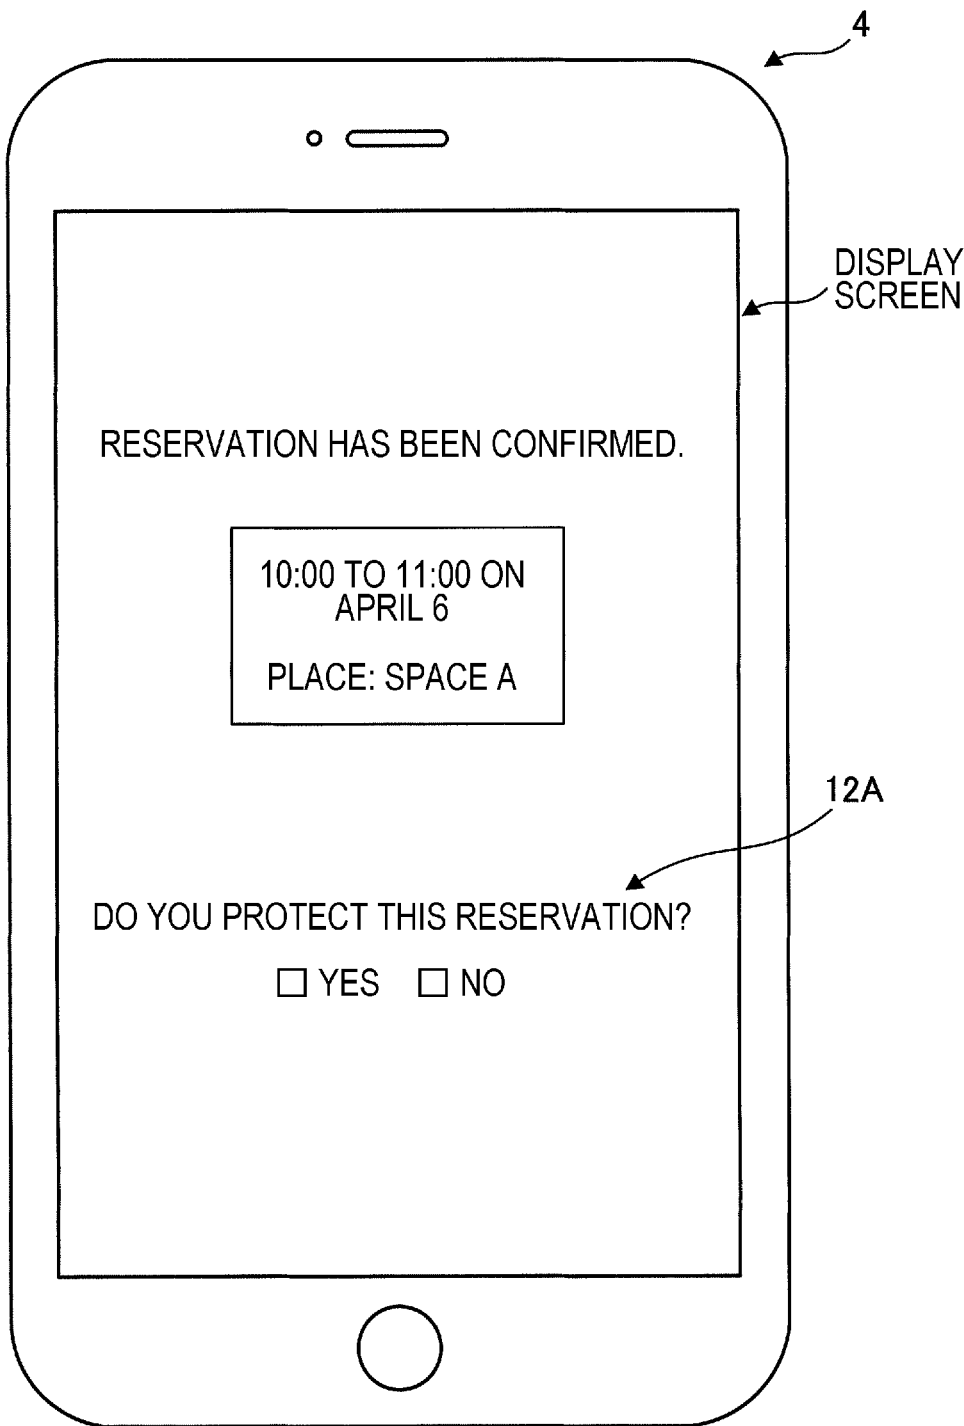 4
DISPLAY
SCREEN
RESERVATION HAS BEEN CONFIRMED.
10:00 TO 11:00 ON
APRIL 6
PLACE: SPACE A
12A
DO YOU PROTECT THIS RESERVATION?
☐ YES ☐ NO